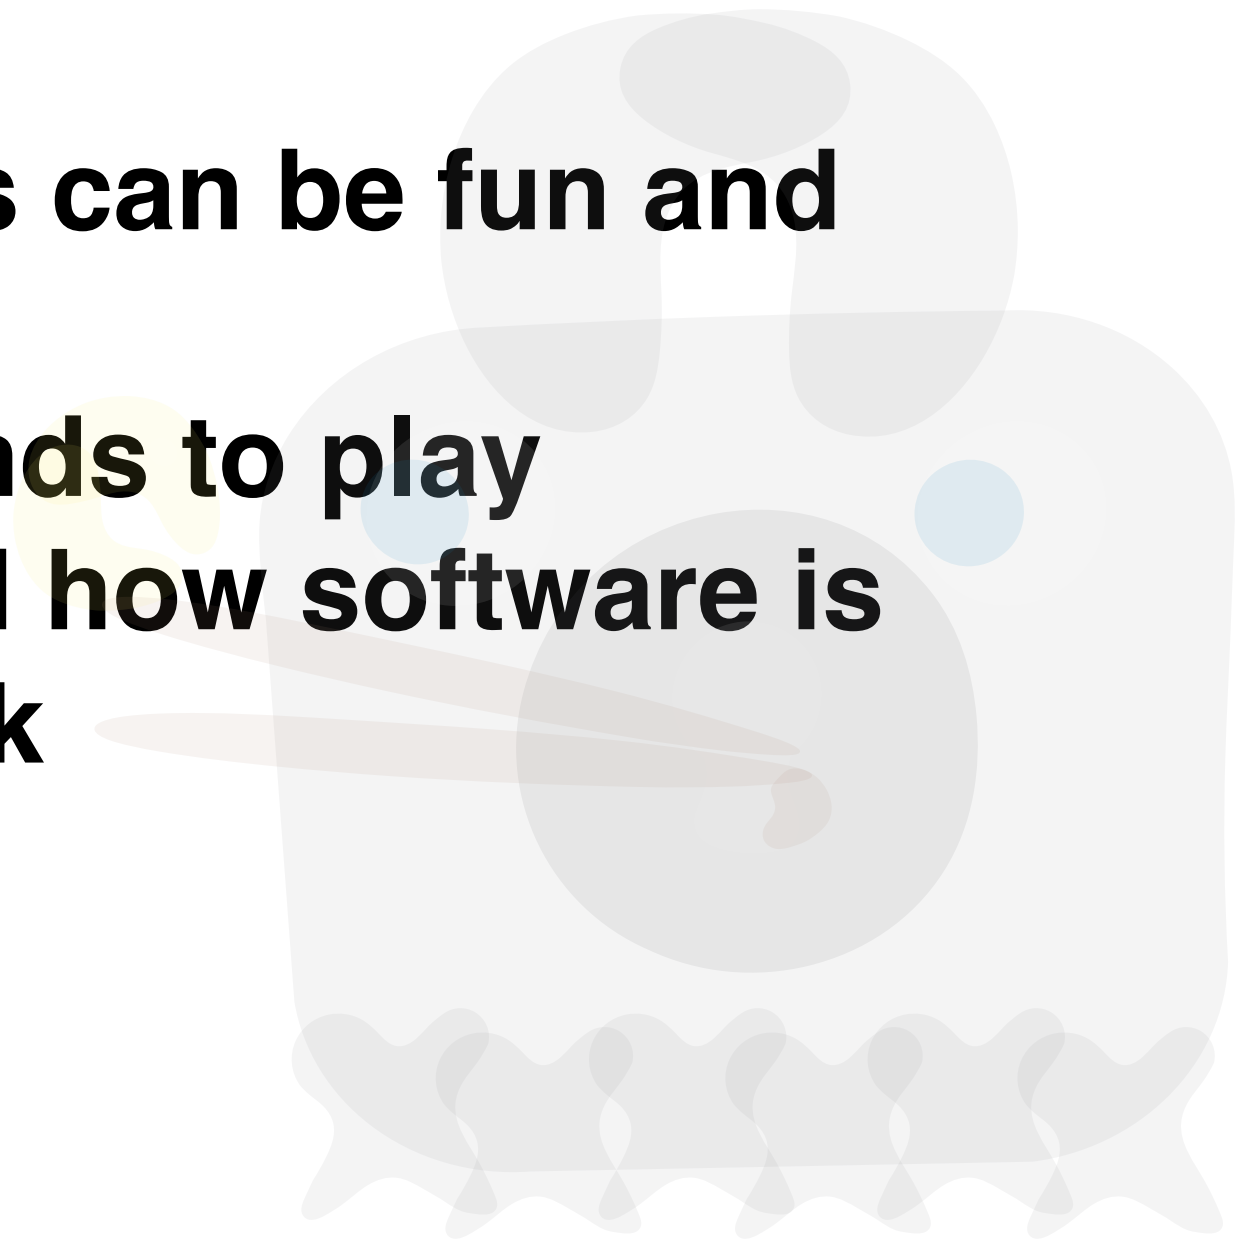 s can be fun and
nds to play
how software is
k